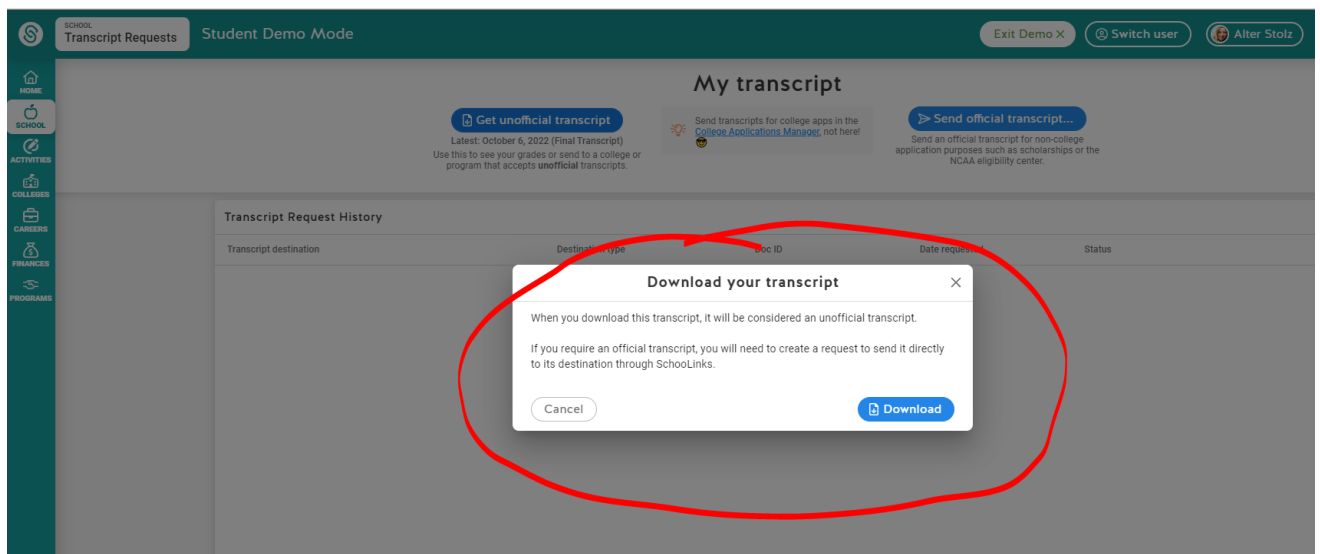 SCHOOL
Transcript Requests
Student Demo Mode
Exit Demo ×
Switch user
Alter Stolz
HOME
SCHOOL
ACTIVITIES
COLLEGES
CAREERS
FINANCES
PROGRAMS
My transcript
Get unofficial transcript
Latest: October 6, 2022 (Final Transcript)
Use this to see your grades or send to a college or
program that accepts unofficial transcripts.
Send transcripts for college apps in the
College Applications Manager, not here!
Send official transcript...
Send an official transcript for non-college
application purposes such as scholarships or the
NCAA eligibility center.
Transcript Request History
Transcript destination
Destination type
Doc ID
Date requested
Status
Download your transcript
When you download this transcript, it will be considered an unofficial transcript.
If you require an official transcript, you will need to create a request to send it directly
to its destination through SchooLinks.
Cancel
Download